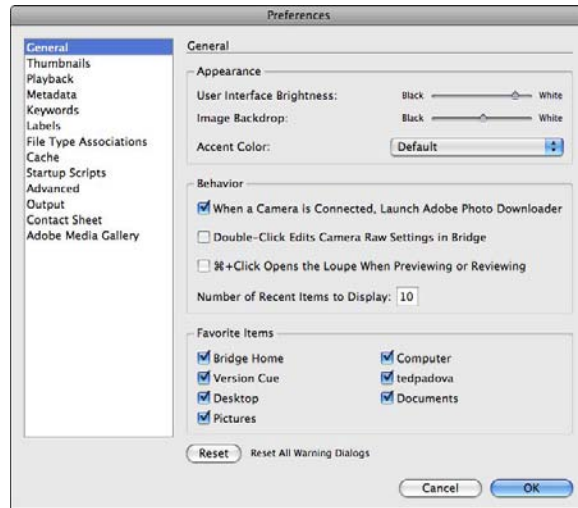 Preferences
General
Thumbnails
Playback
Metadata
Keywords
Labels
File Type Associations
Cache
Startup Scripts
Advanced
Output
Contact Sheet
Adobe Media Gallery
General
Appearance
User Interface Brightness: Black White
Image Backdrop: Black White
Accent Color: Default
Behavior
When a Camera is Connected, Launch Adobe Photo Downloader
Double-Click Edits Camera Raw Settings in Bridge
⌘+Click Opens the Loupe When Previewing or Reviewing
Number of Recent Items to Display: 10
Favorite Items
Bridge Home Computer
Version Cue tedpadova
Desktop Documents
Pictures
Reset Reset All Warning Dialogs
Cancel OK